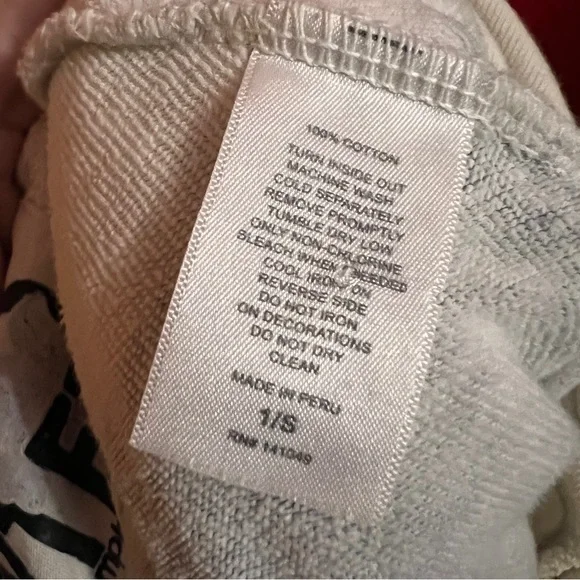 100% COTTON
TURN INSIDE OUT
MACHINE WASH
COLD SEPARATELY
REMOVE PROMPTLY
TUMBLE DRY LOW
ONLY NON-CHLORINE
BLEACH WHEN NEEDED
COOL IRON ON
REVERSE SIDE
DO NOT IRON
ON DECORATIONS
DO NOT DRY
CLEAN
MADE IN PERU
1/S
RN# 141049